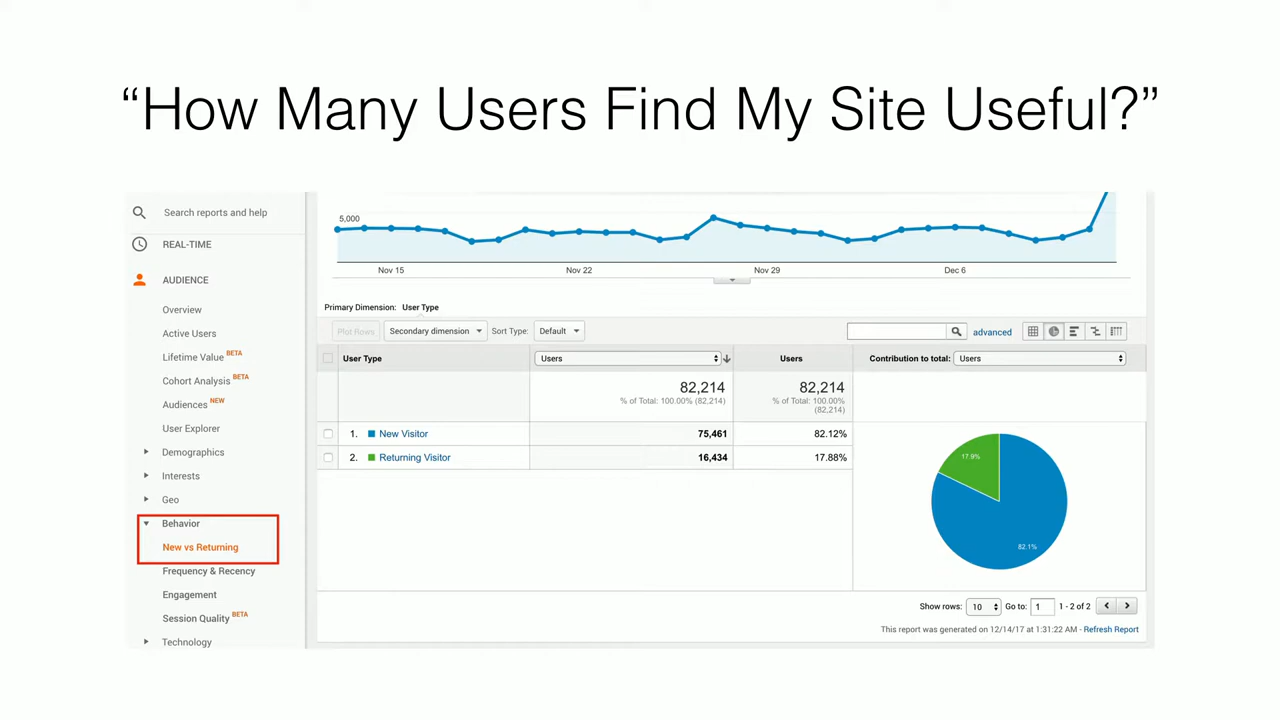 “How Many Users Find My Site Useful?”
Search reports and help
REAL-TIME
AUDIENCE
Overview
Active Users
Lifetime Value BETA
Cohort Analysis BETA
Audiences NEW
User Explorer
Demographics
Interests
Geo
Behavior
New vs Returning
Frequency & Recency
Engagement
Session Quality BETA
Technology
5,000
Nov 15 Nov 22 Nov 29 Dec 6
Primary Dimension: User Type
Plot Rows Secondary dimension Sort Type: Default advanced
User Type Users Users Contribution to total: Users
82,214 82,214
% of Total: 100.00% (82,214) % of Total: 100.00%
(82,214)
1. New Visitor 75,461 82.12%
2. Returning Visitor 16,434 17.88%
17.9%
82.1%
Show rows: 10 Go to: 1 1 - 2 of 2
This report was generated on 12/14/17 at 1:31:22 AM - Refresh Report